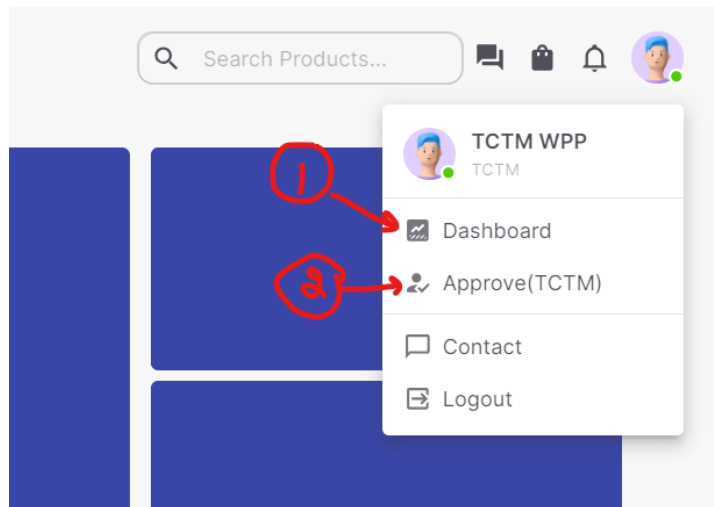 Search Products...
TCTM WPP
TCTM
1
Dashboard
2
Approve(TCTM)
Contact
Logout